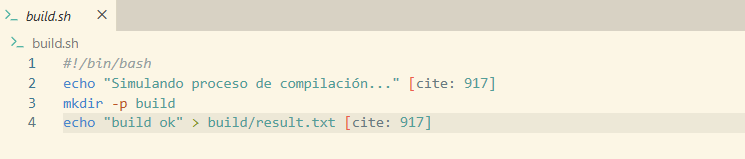 build.sh
build.sh
1 #!/bin/bash
2 echo "Simulando proceso de compilación..." [cite: 917]
3 mkdir -p build
4 echo "build ok" > build/result.txt [cite: 917]